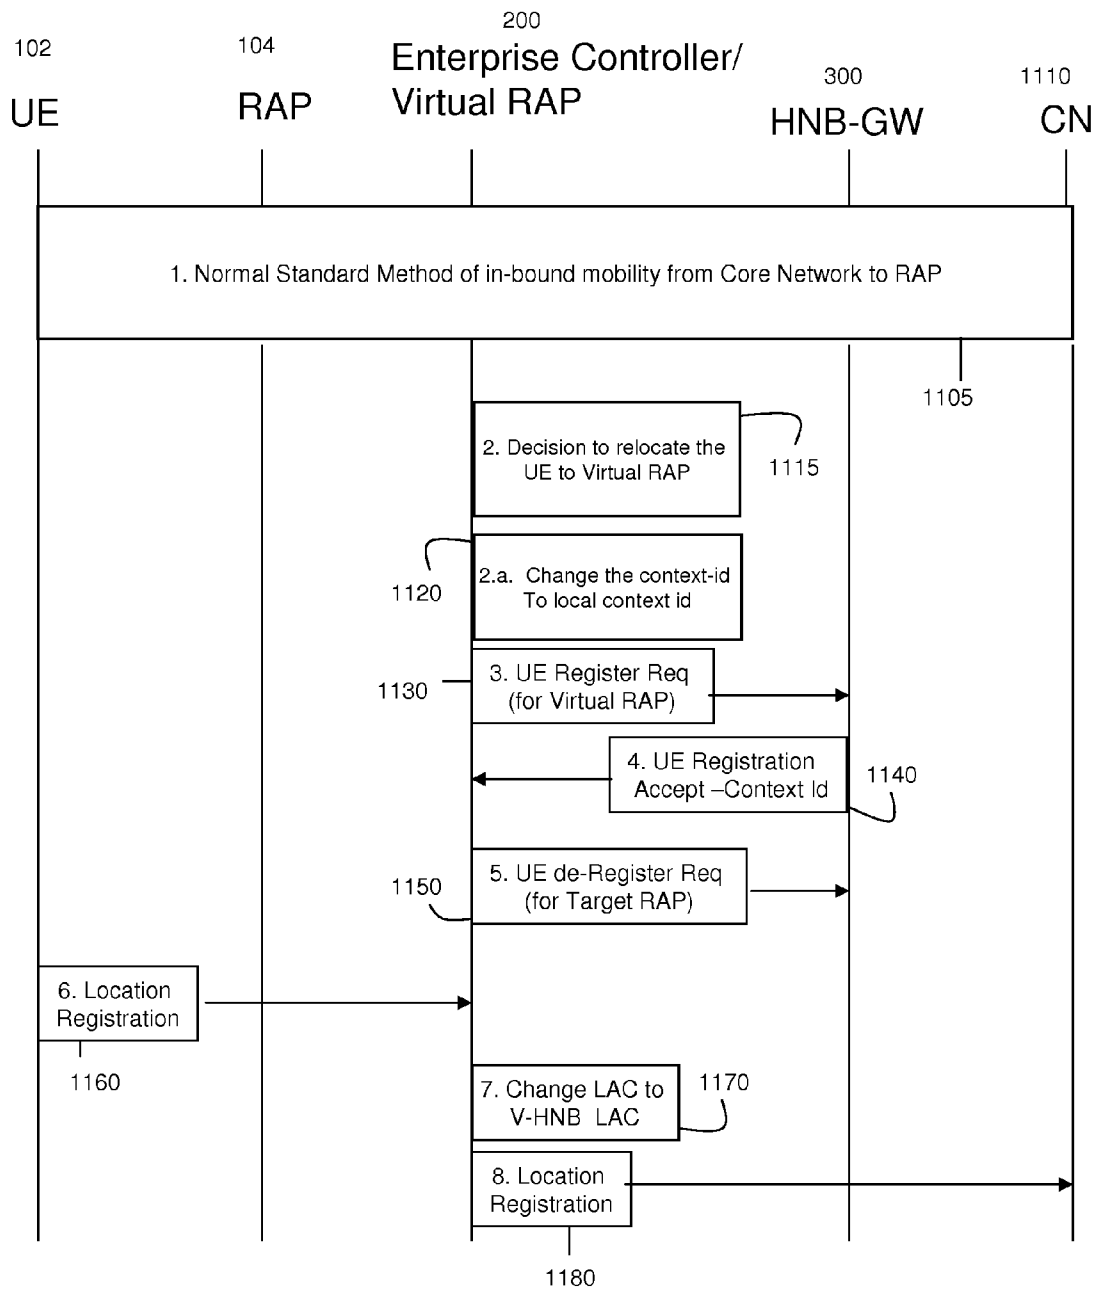 200
102
104
Enterprise Controller/
Virtual RAP
300
1110
UE
RAP
HNB-GW
CN
1. Normal Standard Method of in-bound mobility from Core Network to RAP
1105
2. Decision to relocate the
UE to Virtual RAP
1115
2.a. Change the context-id
To local context id
1120
3. UE Register Req
(for Virtual RAP)
1130
4. UE Registration
Accept –Context Id
1140
5. UE de-Register Req
(for Target RAP)
1150
6. Location
Registration
1160
7. Change LAC to
V-HNB LAC
1170
8. Location
Registration
1180